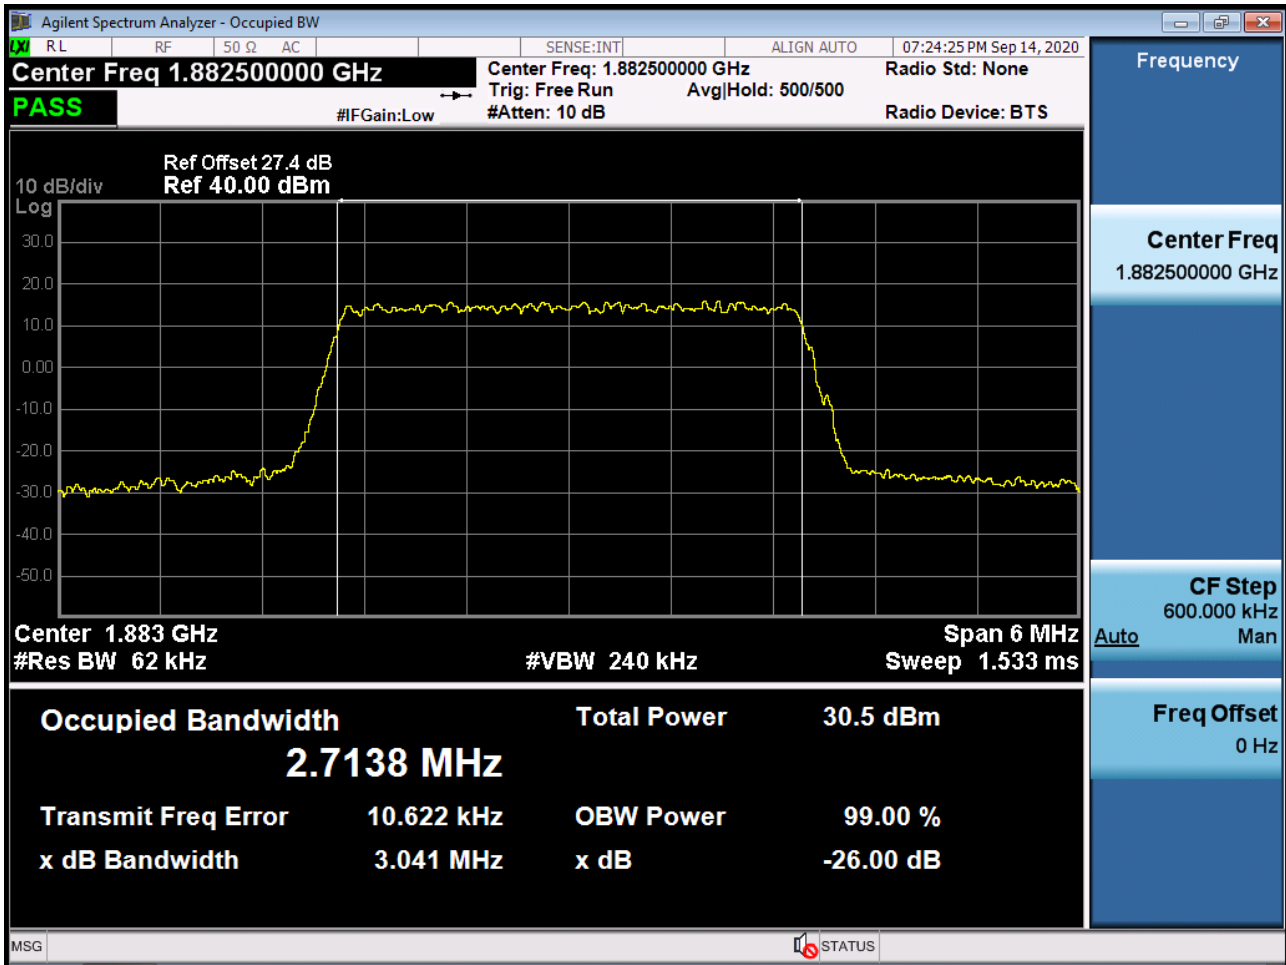 Agilent Spectrum Analyzer - Occupied BW
LXI RL RF 50 Ω AC SENSE:INT ALIGN AUTO 07:24:25 PM Sep 14, 2020
Center Freq 1.882500000 GHz
PASS
#IFGain:Low
Center Freq: 1.882500000 GHz
Trig: Free Run Avg|Hold: 500/500
#Atten: 10 dB
Radio Std: None
Radio Device: BTS
Ref Offset 27.4 dB
10 dB/div Ref 40.00 dBm
Log
30.0
20.0
10.0
0.00
-10.0
-20.0
-30.0
-40.0
-50.0
Center 1.883 GHz Span 6 MHz
#Res BW 62 kHz #VBW 240 kHz Sweep 1.533 ms
Occupied Bandwidth Total Power 30.5 dBm
2.7138 MHz
Transmit Freq Error 10.622 kHz OBW Power 99.00 %
x dB Bandwidth 3.041 MHz x dB -26.00 dB
MSG STATUS
Frequency
Center Freq
1.882500000 GHz
CF Step
600.000 kHz
Auto Man
Freq Offset
0 Hz